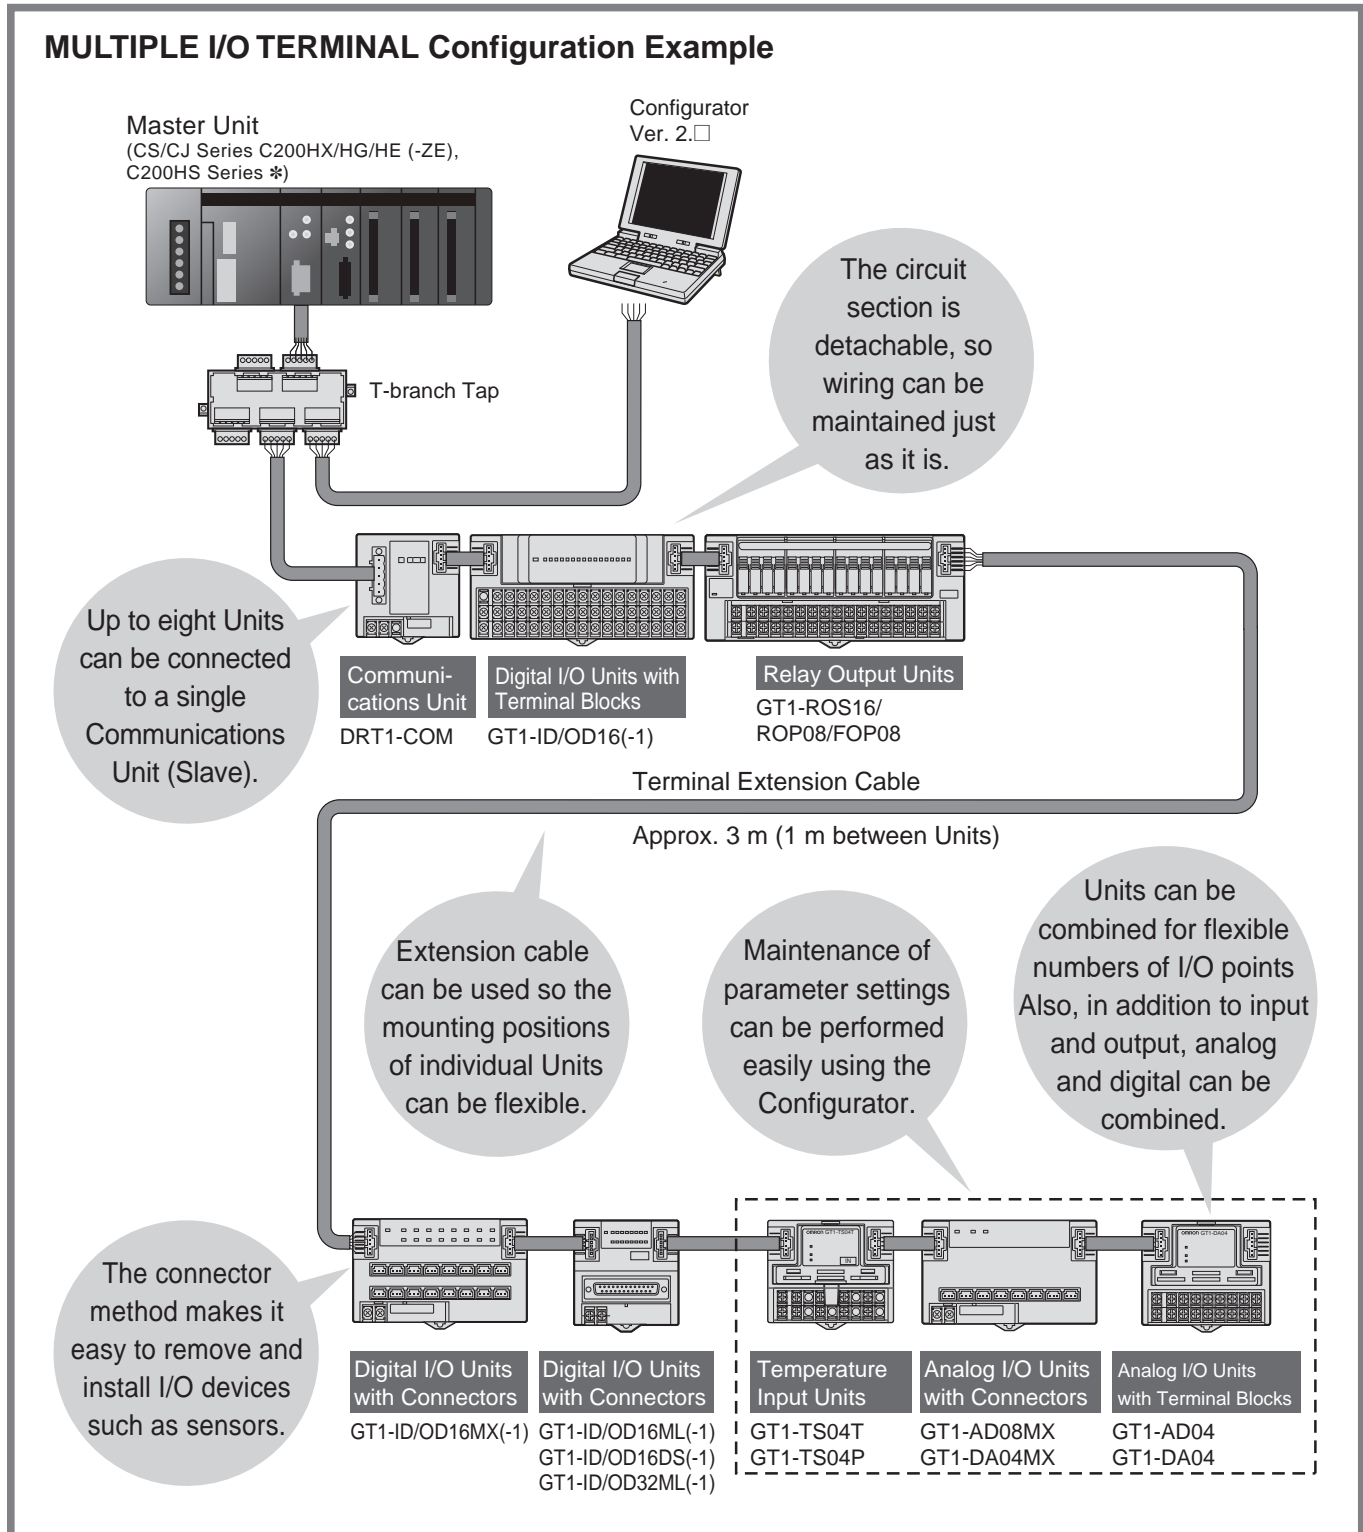 MULTIPLE I/O TERMINAL Configuration Example
Master Unit
(CS/CJ Series C200HX/HG/HE (-ZE),
C200HS Series ✻)
Configurator
Ver. 2.□
T-branch Tap
The circuit
section is
detachable, so
wiring can be
maintained just
as it is.
Up to eight Units
can be connected
to a single
Communications
Unit (Slave).
Communi-
cations Unit
DRT1-COM
Digital I/O Units with
Terminal Blocks
GT1-ID/OD16(-1)
Relay Output Units
GT1-ROS16/
ROP08/FOP08
Terminal Extension Cable
Approx. 3 m (1 m between Units)
Extension cable
can be used so the
mounting positions
of individual Units
can be flexible.
Maintenance of
parameter settings
can be performed
easily using the
Configurator.
Units can be
combined for flexible
numbers of I/O points
Also, in addition to input
and output, analog
and digital can be
combined.
The connector
method makes it
easy to remove and
install I/O devices
such as sensors.
OMRON GT1-TS04T
IN
OMRON GT1-DA04
Digital I/O Units
with Connectors
GT1-ID/OD16MX(-1)
Digital I/O Units
with Connectors
GT1-ID/OD16ML(-1)
GT1-ID/OD16DS(-1)
GT1-ID/OD32ML(-1)
Temperature
Input Units
GT1-TS04T
GT1-TS04P
Analog I/O Units
with Connectors
GT1-AD08MX
GT1-DA04MX
Analog I/O Units
with Terminal Blocks
GT1-AD04
GT1-DA04